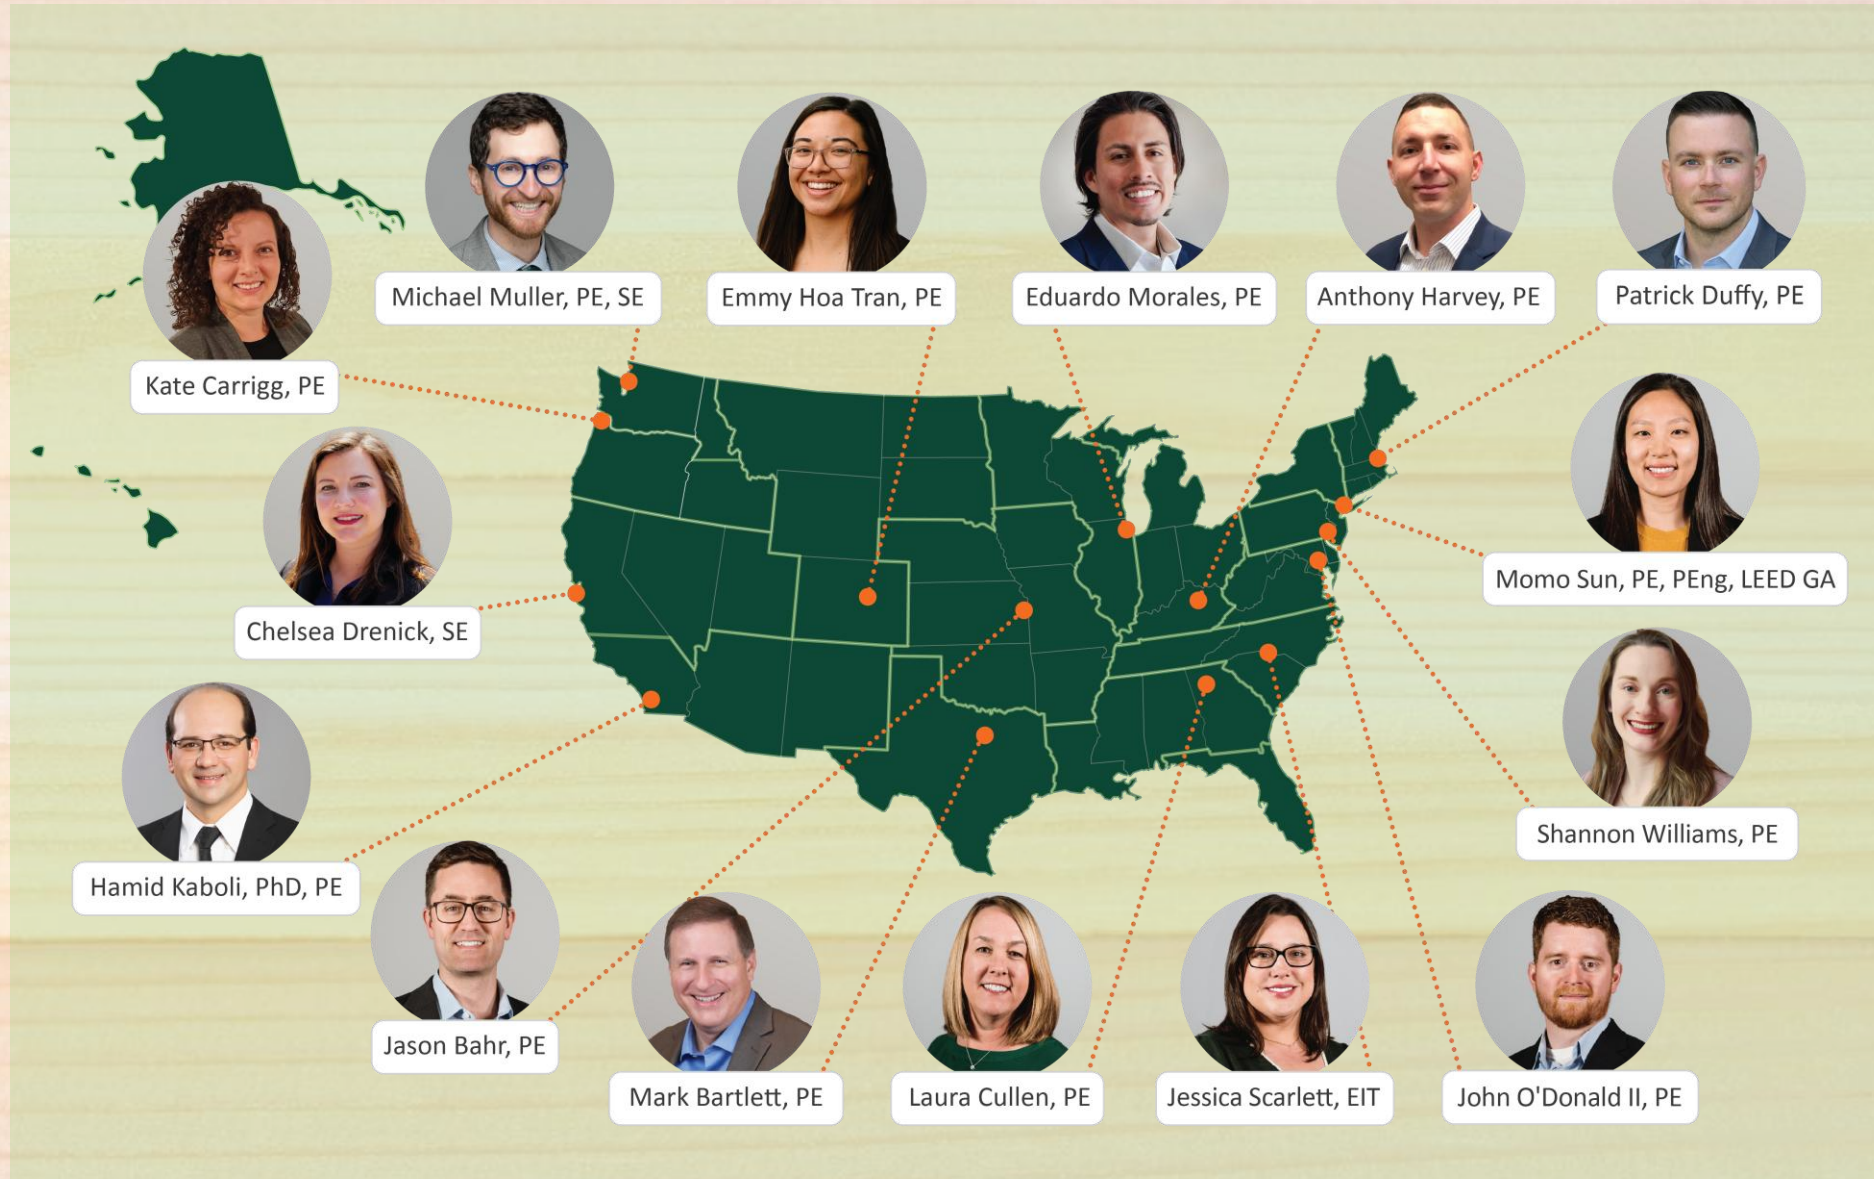 Michael Muller, PE, SE
Emmy Hoa Tran, PE
Eduardo Morales, PE
Anthony Harvey, PE
Patrick Duffy, PE
Kate Carrigg, PE
Momo Sun, PE, PEng, LEED GA
Chelsea Drenick, SE
Shannon Williams, PE
Hamid Kaboli, PhD, PE
Jason Bahr, PE
Mark Bartlett, PE
Laura Cullen, PE
Jessica Scarlett, EIT
John O'Donald II, PE